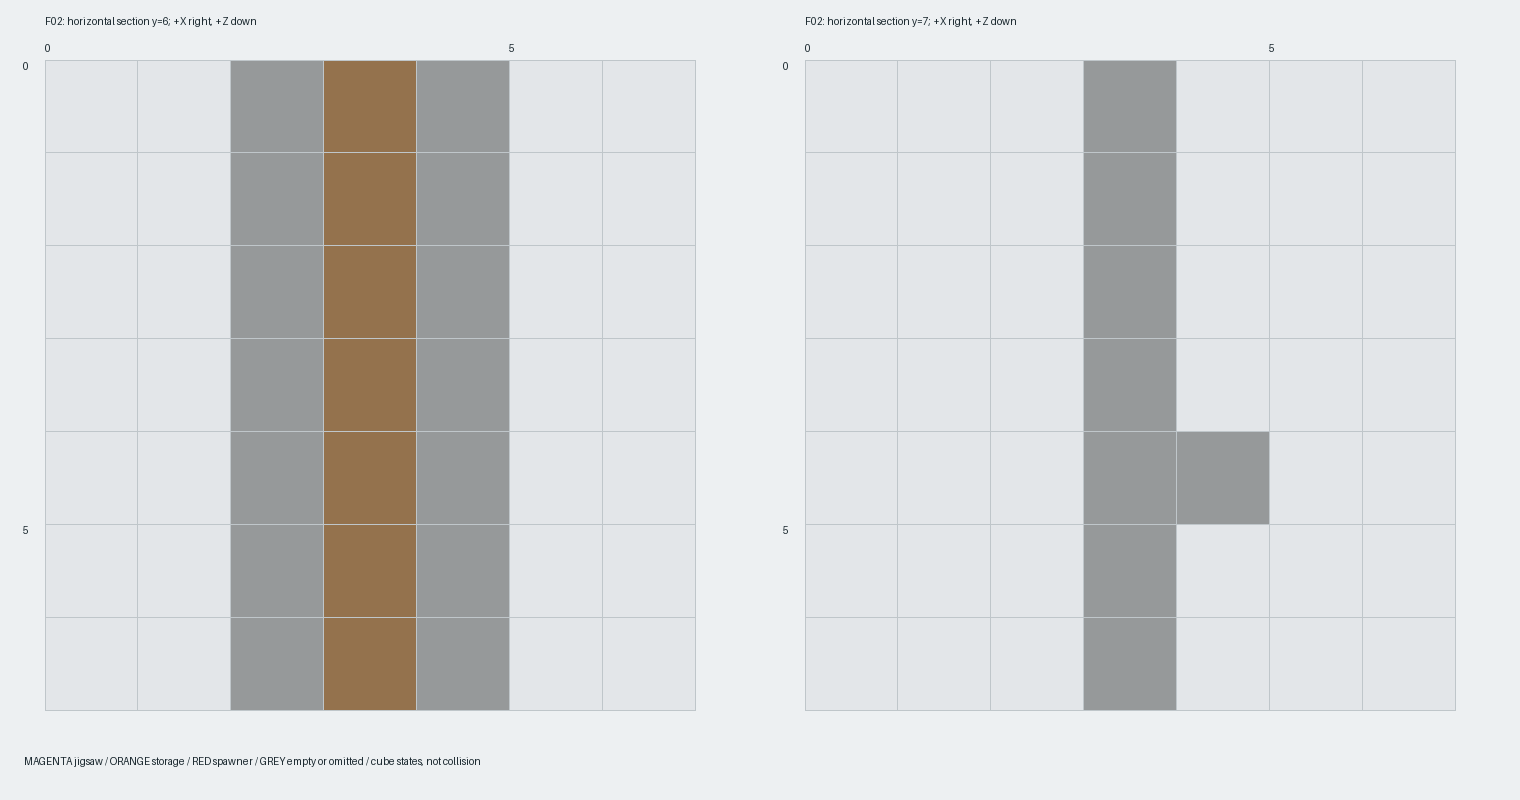 F02: horizontal section y=6; +X right, +Z down
0 5
0
5
F02: horizontal section y=7; +X right, +Z down
0 5
0
5
MAGENTA jigsaw / ORANGE storage / RED spawner / GREY empty or omitted / cube states, not collision